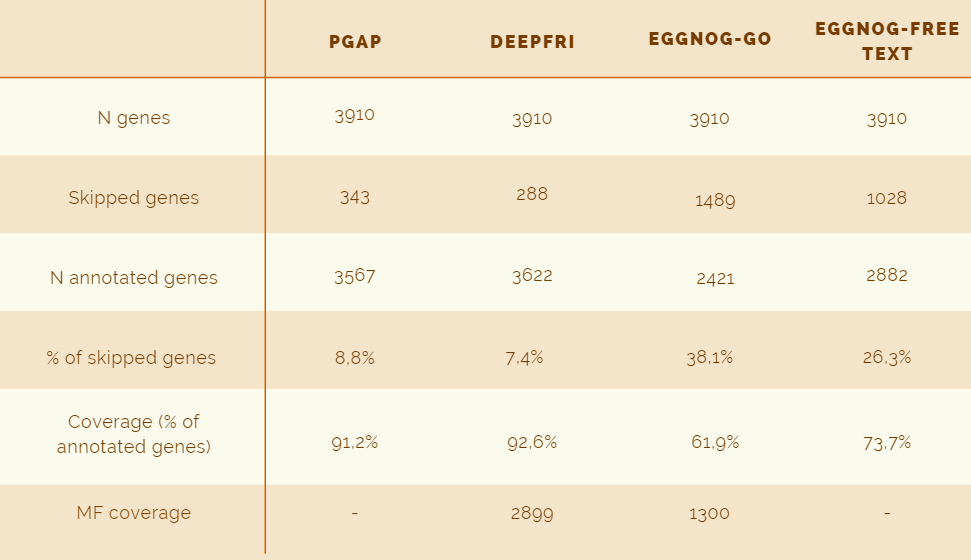 PGAP DEEPFRI EGGNOG-GO EGGNOG-FREE
TEXT
N genes 3910 3910 3910 3910
Skipped genes 343 288 1489 1028
N annotated genes 3567 3622 2421 2882
% of skipped genes 8,8% 7,4% 38,1% 26,3%
Coverage (% of
annotated genes) 91,2% 92,6% 61,9% 73,7%
MF coverage - 2899 1300 -